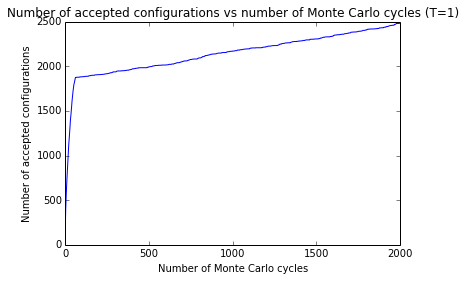 Number of accepted configurations vs number of Monte Carlo cycles (T=1)
2500
2000
1500
1000
500
0
Number of accepted configurations
0 500 1000 1500 2000
Number of Monte Carlo cycles